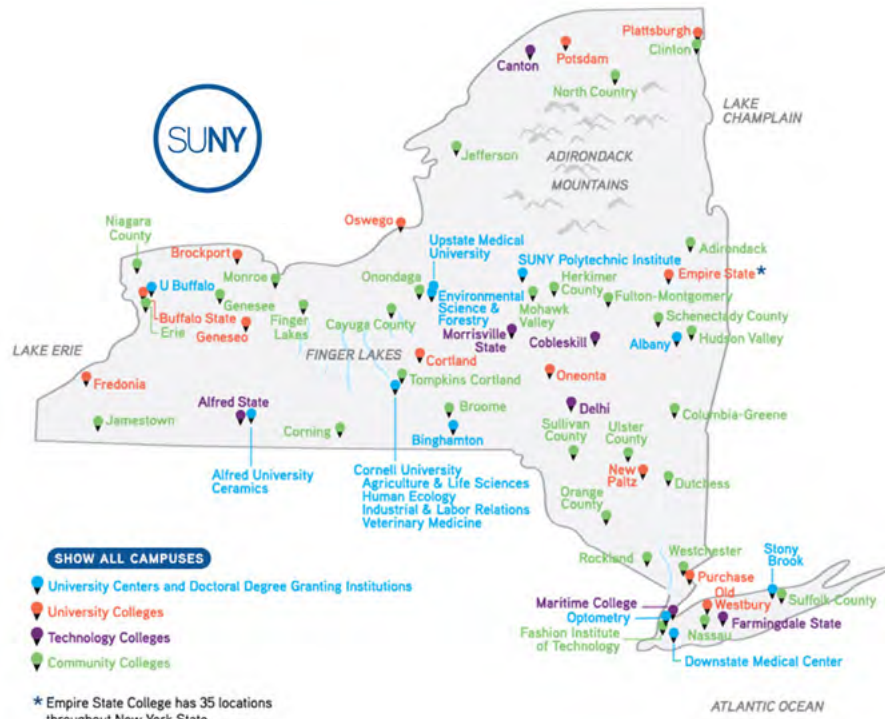 Plattsburgh
Clinton
Canton
Potsdam
North Country
LAKE
CHAMPLAIN
SUNY
Jefferson
ADIRONDACK
MOUNTAINS
Niagara
County
Brockport
Oswego
Upstate Medical
University
SUNY Polytechnic Institute
Adirondack
U Buffalo
Monroe
Onondaga
Herkimer
County
Empire State*
Genesee
Environmental
Science &
Forestry
Fulton-Montgomery
Buffalo State
Erie
Geneseo
Finger
Lakes
Cayuga County
Mohawk
Valley
Schenectady County
Morrisville
State
Cobleskill
Albany
Hudson Valley
LAKE ERIE
FINGER LAKES
Cortland
Fredonia
Tompkins Cortland
Oneonta
Jamestown
Alfred State
Corning
Broome
Binghamton
Delhi
Columbia-Greene
Sullivan
County
Ulster
County
Alfred University
Ceramics
Cornell University
Agriculture & Life Sciences
Human Ecology
Industrial & Labor Relations
Veterinary Medicine
New
Paltz
Dutchess
Orange
County
Rockland
Westchester
Stony
Brook
Purchase
Old
Westbury
Suffolk County
Maritime College
Optometry
Fashion Institute
of Technology
Nassau
Farmingdale State
Downstate Medical Center
SHOW ALL CAMPUSES
University Centers and Doctoral Degree Granting Institutions
University Colleges
Technology Colleges
Community Colleges
* Empire State College has 35 locations
throughout New York State
ATLANTIC OCEAN